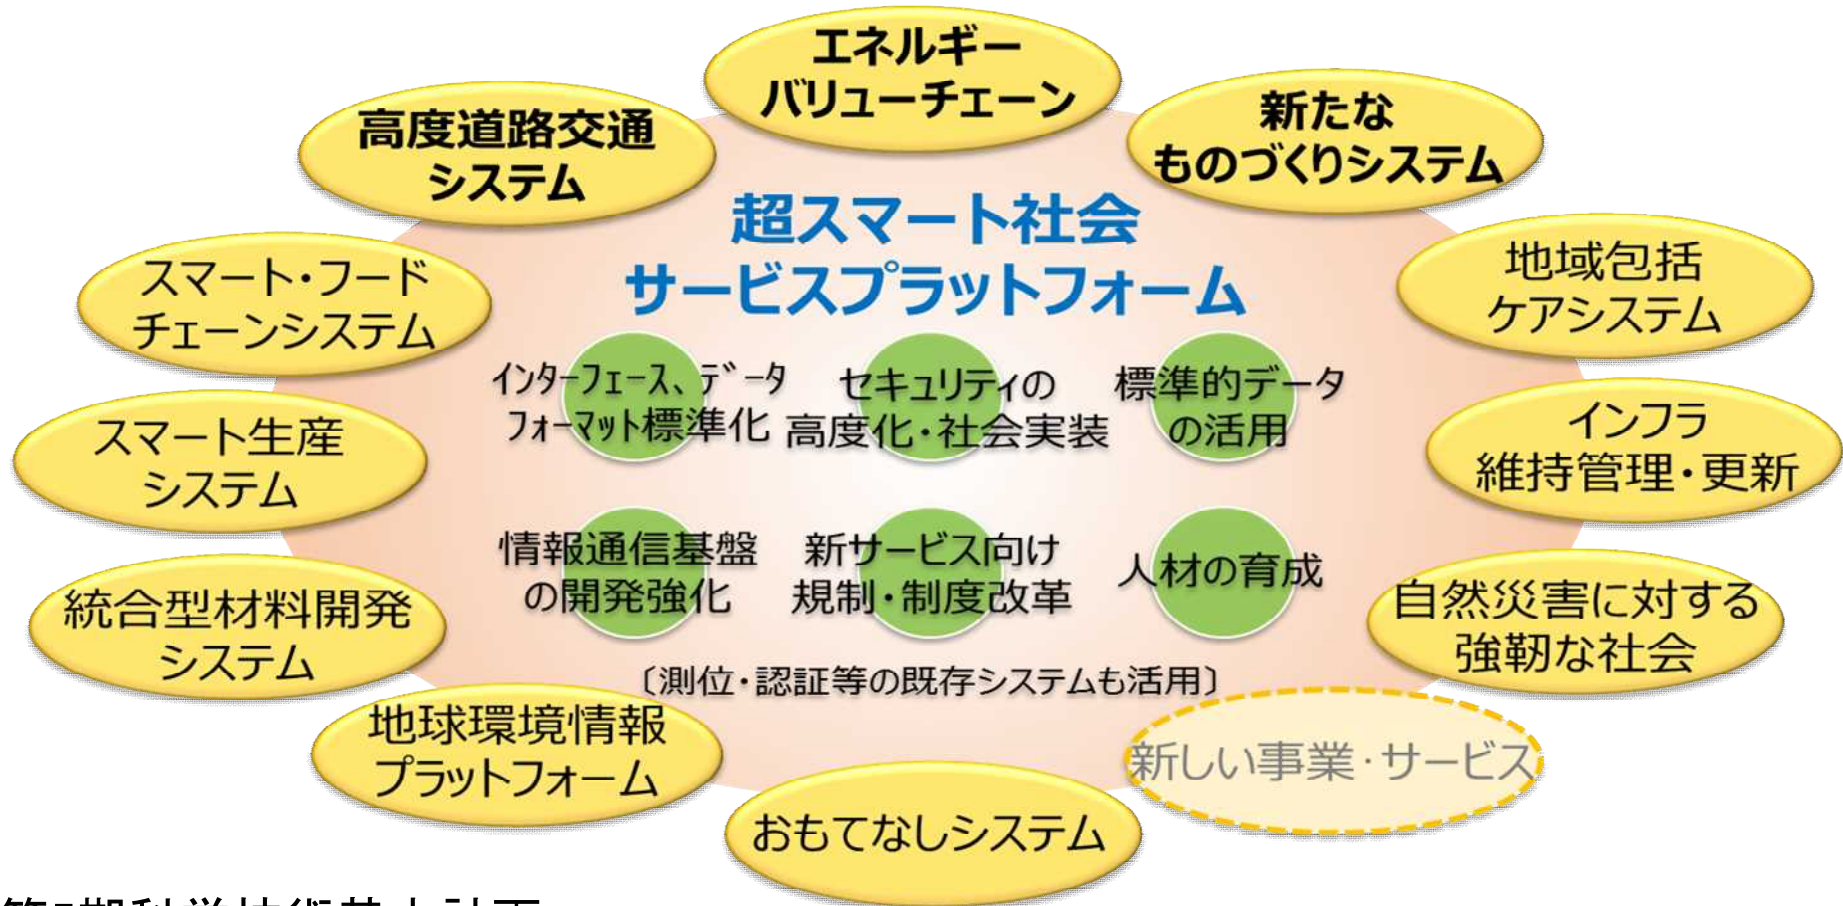 エネルギー
バリューチェーン
高度道路交通
システム
新たな
ものづくりシステム
超スマート社会
サービスプラットフォーム
スマート・フード
チェーンシステム
地域包括
ケアシステム
インターフェース、データ
フォーマット標準化
セキュリティの
高度化・社会実装
標準的データ
の活用
スマート生産
システム
インフラ
維持管理・更新
情報通信基盤
の開発強化
新サービス向け
規制・制度改革
人材の育成
統合型材料開発
システム
自然災害に対する
強靭な社会
〔測位・認証等の既存システムも活用〕
地球環境情報
プラットフォーム
新しい事業・サービス
おもてなしシステム